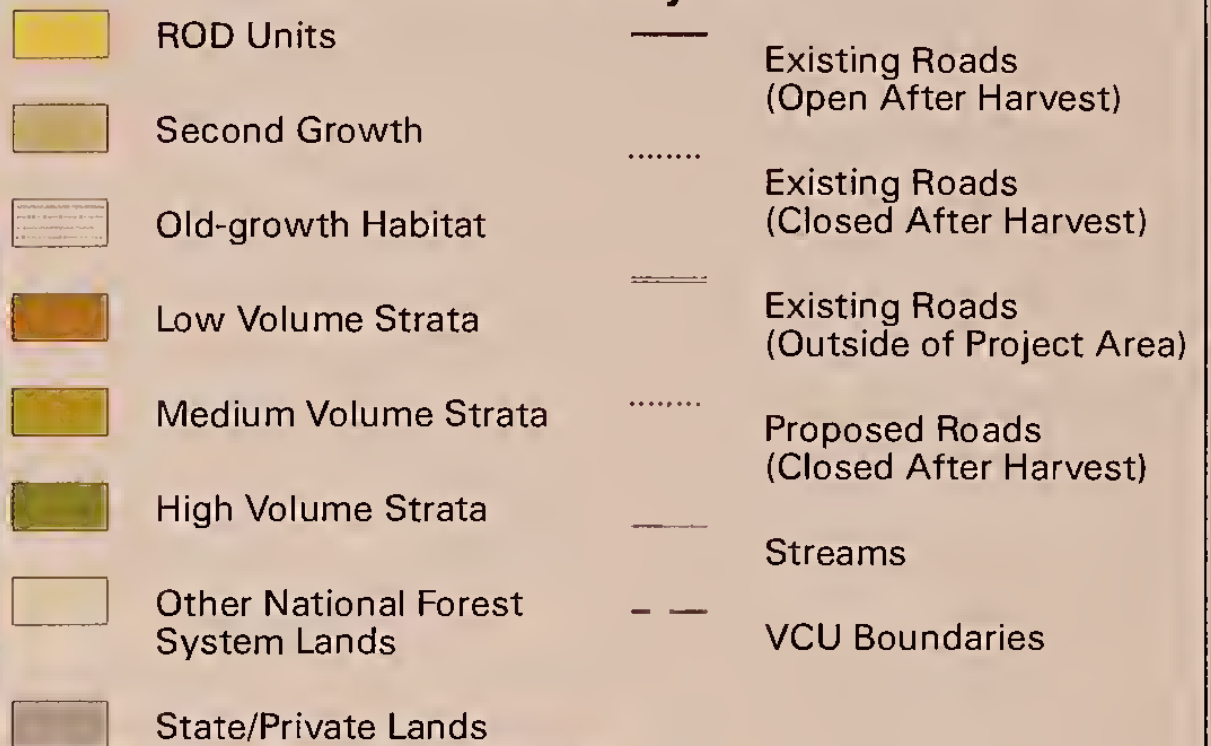 ROD Units
Second Growth
Old-growth Habitat
Low Volume Strata
Medium Volume Strata
High Volume Strata
Other National Forest
System Lands
State/Private Lands
Existing Roads
(Open After Harvest)
Existing Roads
(Closed After Harvest)
Existing Roads
(Outside of Project Area)
Proposed Roads
(Closed After Harvest)
Streams
VCU Boundaries